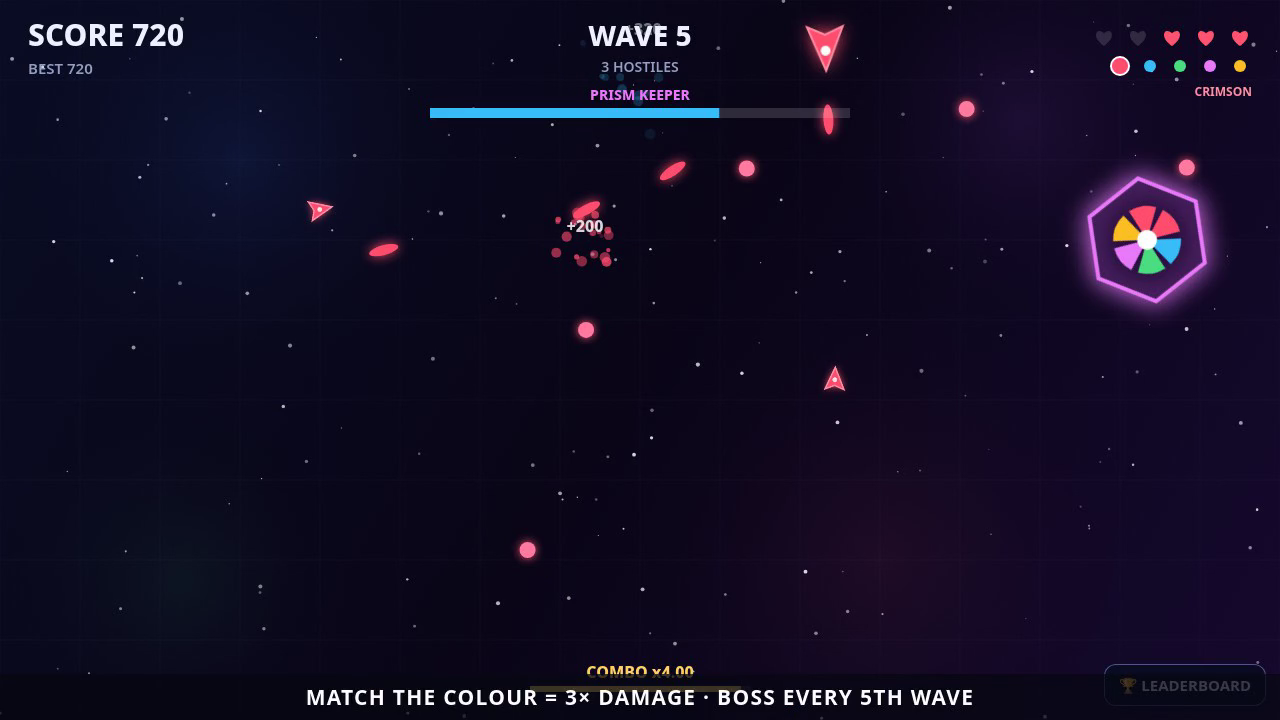 SCORE 720
BEST 720
WAVE 5
3 HOSTILES
PRISM KEEPER
CRIMSON
+200
COMBO x4.00
MATCH THE COLOUR = 3× DAMAGE · BOSS EVERY 5TH WAVE
🏆 LEADERBOARD